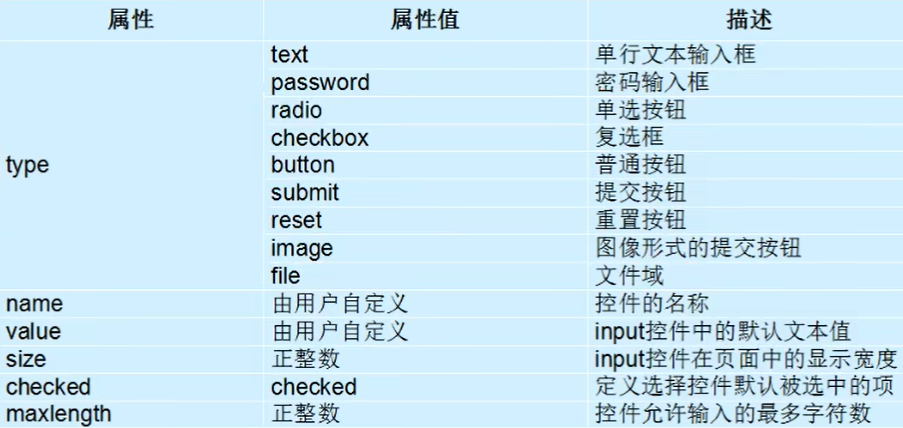 属性 属性值 描述
text 单行文本输入框
password 密码输入框
radio 单选按钮
checkbox 复选框
type button 普通按钮
submit 提交按钮
reset 重置按钮
image 图像形式的提交按钮
file 文件域
name 由用户自定义 控件的名称
value 由用户自定义 input控件中的默认文本值
size 正整数 input控件在页面中的显示宽度
checked checked 定义选择控件默认被选中的项
maxlength 正整数 控件允许输入的最多字符数